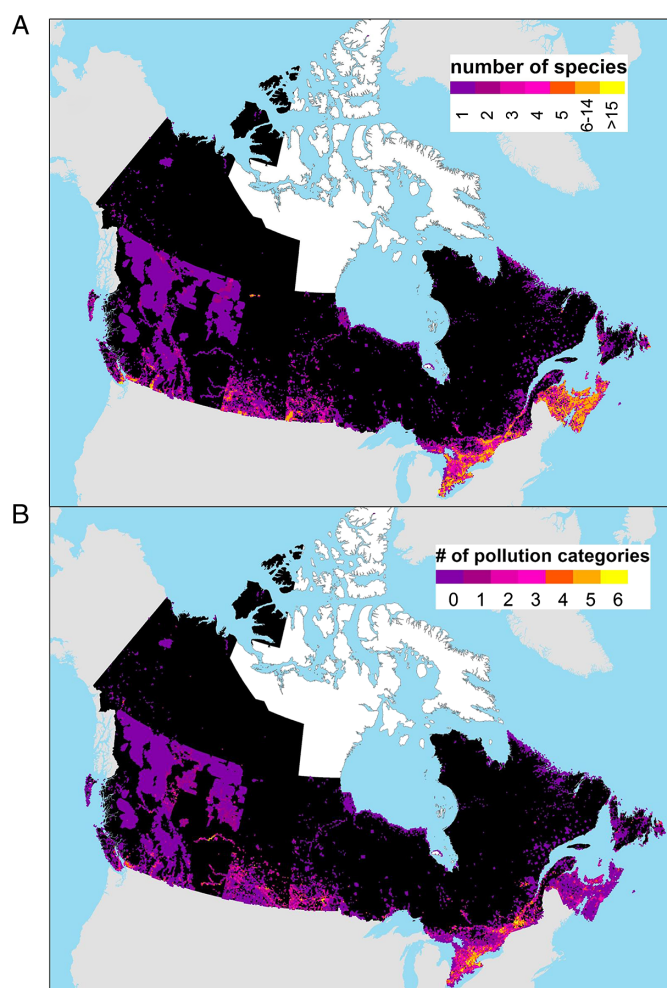 A
number of species
1 2 3 4 5 6-14 >15
B
# of pollution categories
0 1 2 3 4 5 6